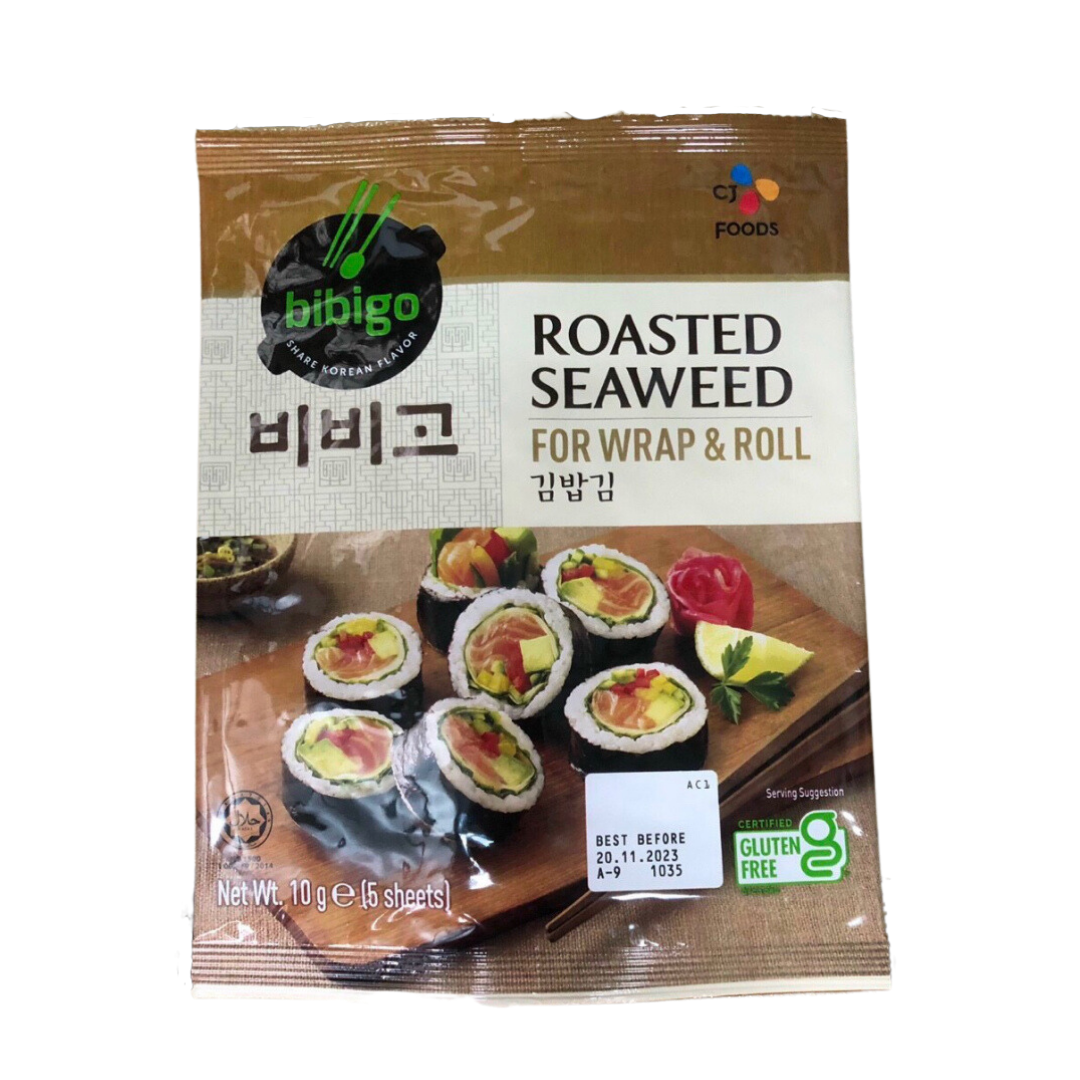 CJ
FOODS
bibigo
SHARE KOREAN FLAVOR
비비고
ROASTED
SEAWEED
FOR WRAP & ROLL
김밥김
AC1
BEST BEFORE
20.11.2023
A-9 1035
Serving Suggestion
CERTIFIED
GLUTEN
FREE
حلال
Net Wt. 10 g ℮ (5 sheets)